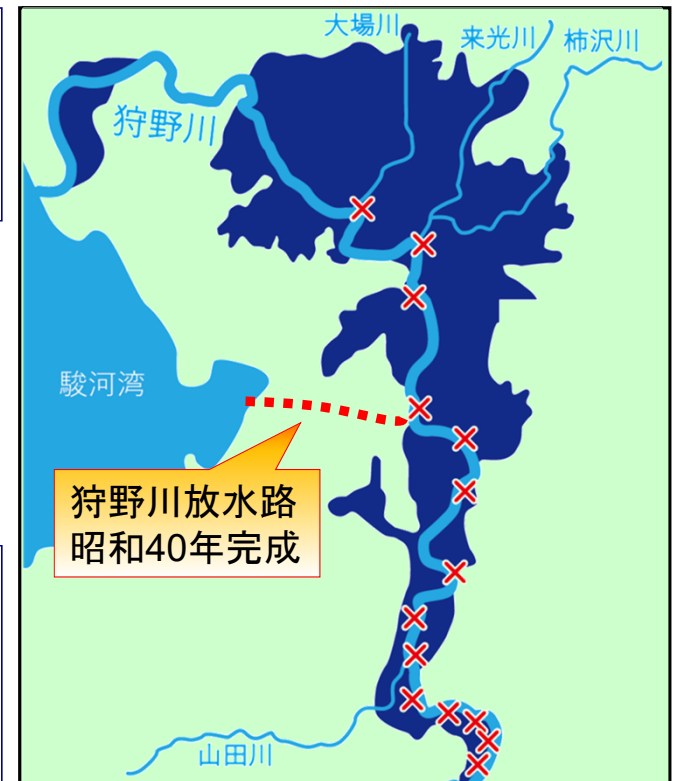 大場川
来光川
柿沢川
狩野川
駿河湾
狩野川放水路
昭和40年完成
山田川